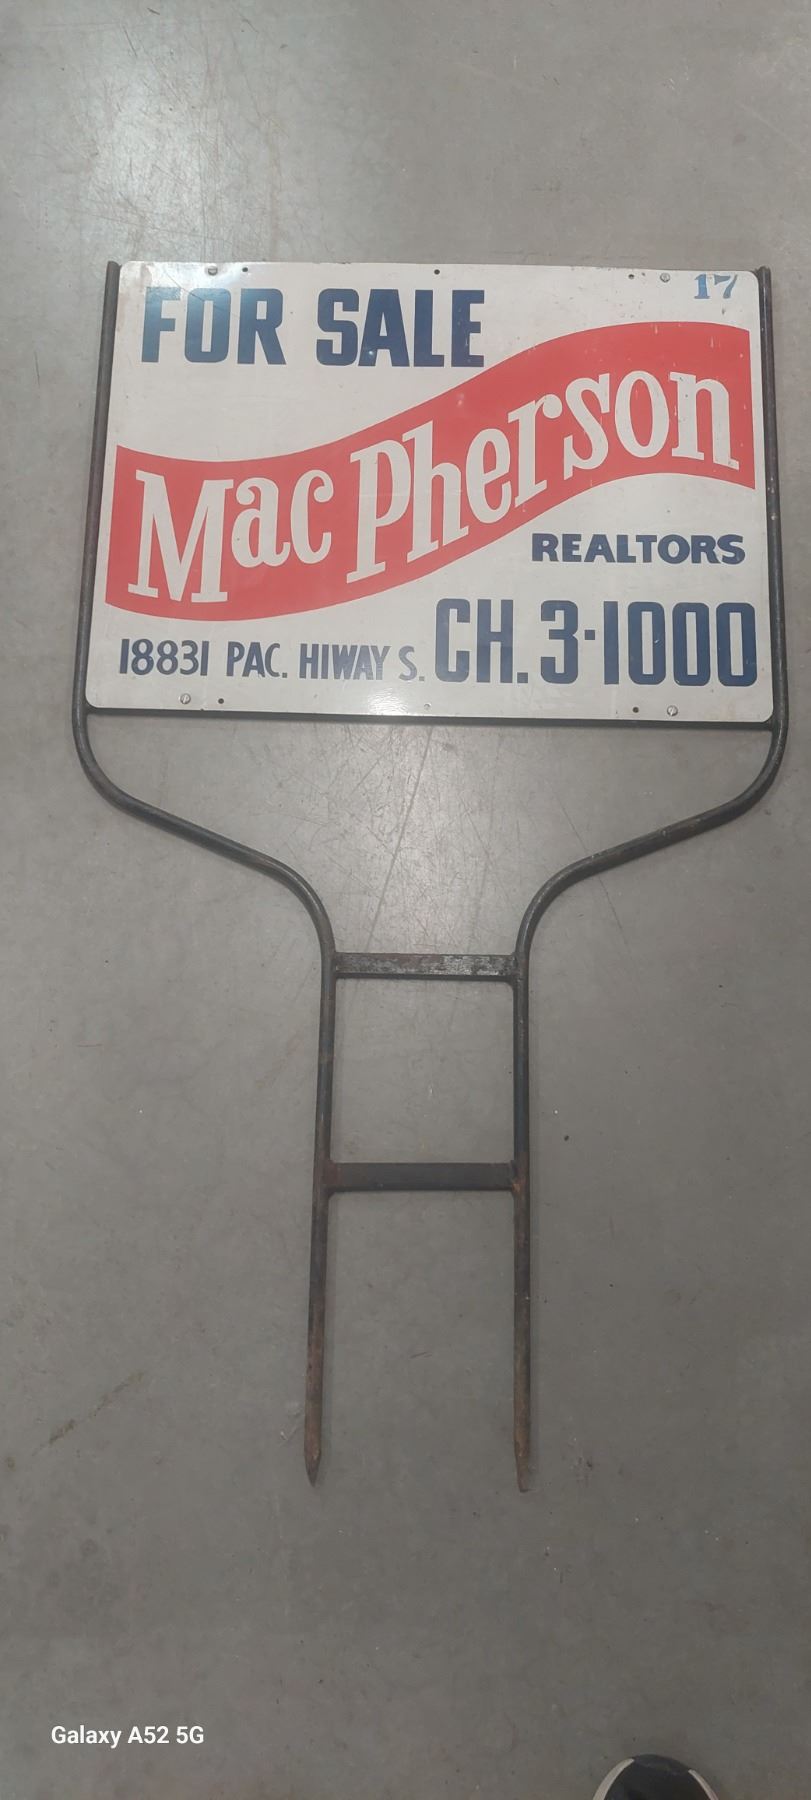 17
FOR SALE
Mac Pherson
REALTORS
18831 PAC. HIWAY S. CH. 3-1000
Galaxy A52 5G